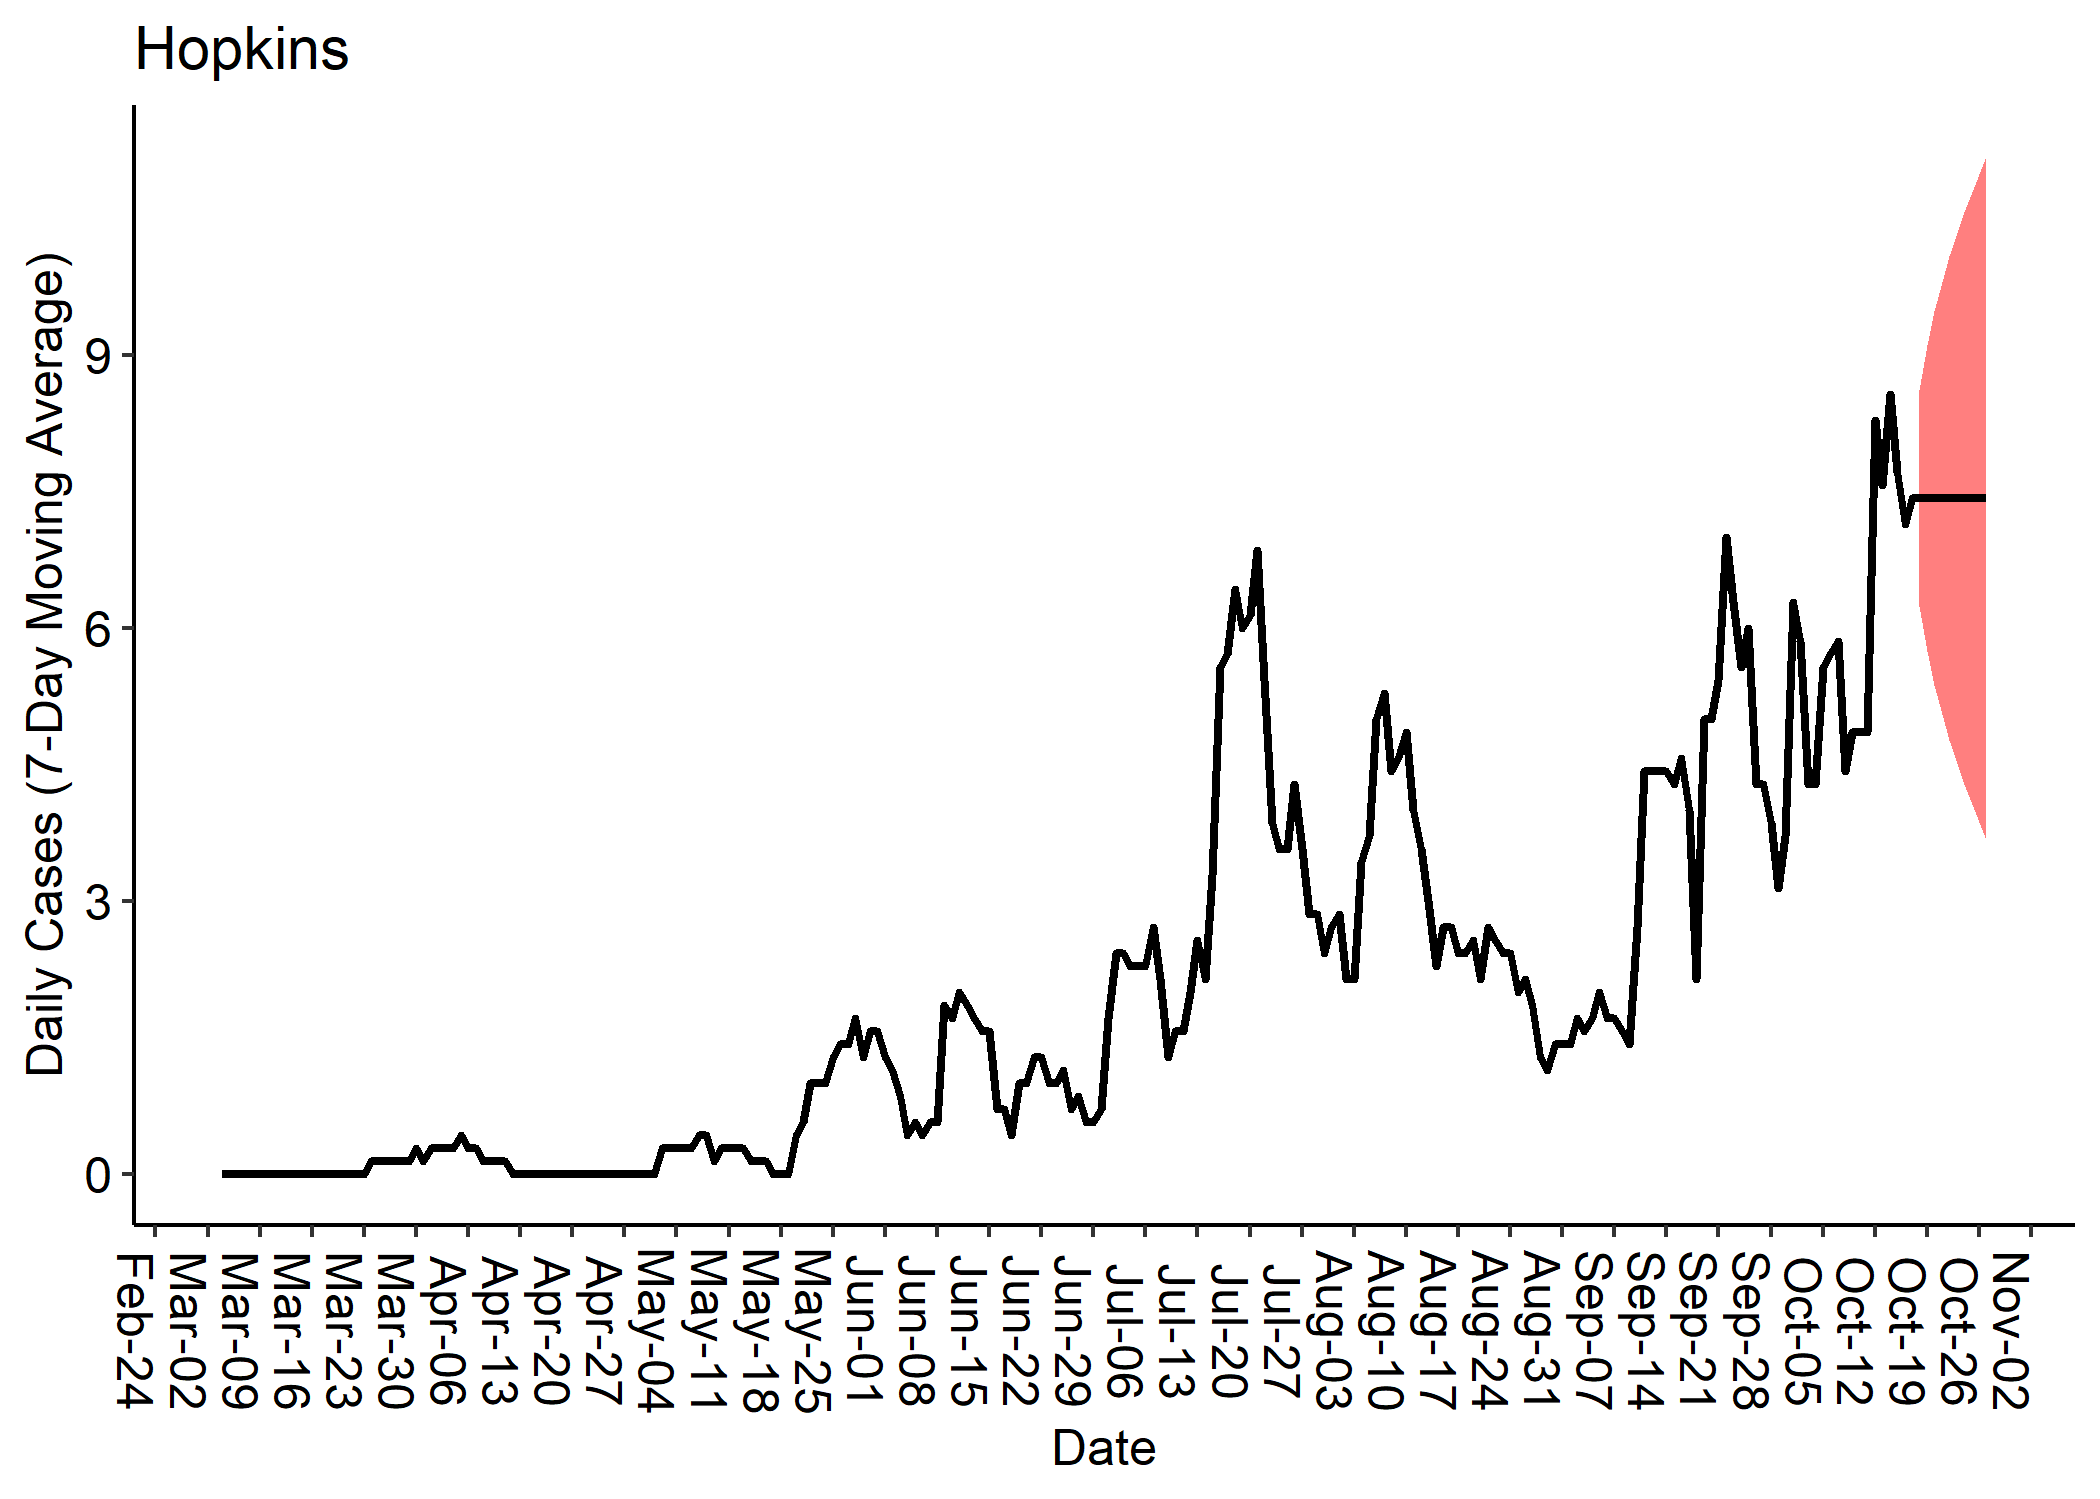 Hopkins
Daily Cases (7-Day Moving Average)
9
6
3
0
Feb-24
Mar-02
Mar-09
Mar-16
Mar-23
Mar-30
Apr-06
Apr-13
Apr-20
Apr-27
May-04
May-11
May-18
May-25
Jun-01
Jun-08
Jun-15
Jun-22
Jun-29
Jul-06
Jul-13
Jul-20
Jul-27
Aug-03
Aug-10
Aug-17
Aug-24
Aug-31
Sep-07
Sep-14
Sep-21
Sep-28
Oct-05
Oct-12
Oct-19
Oct-26
Nov-02
Date